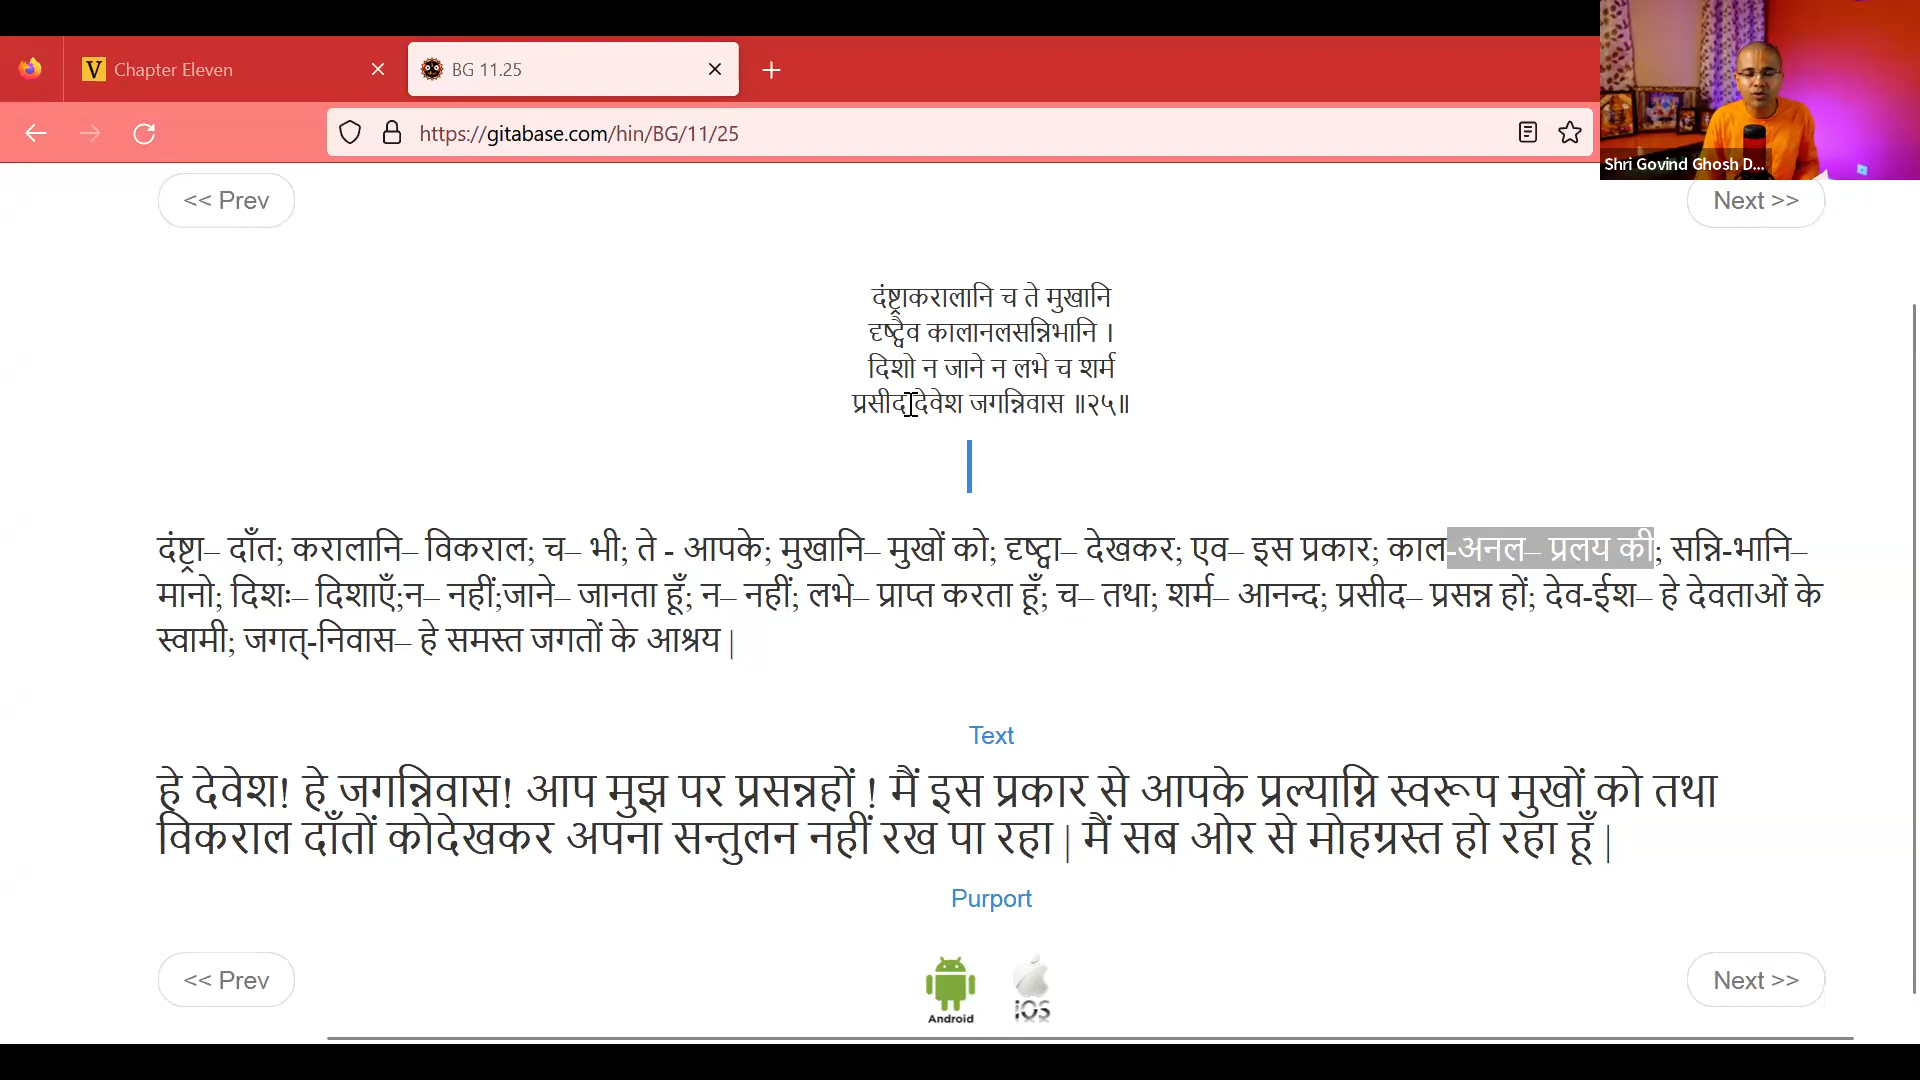 Chapter Eleven
BG 11.25
https://gitabase.com/hin/BG/11/25
Shri Govind Ghosh D...
<< Prev
Next >>
दंष्ट्राकरालानि च ते मुखानि
दृष्ट्वैव कालानलसन्निभानि ।
दिशो न जाने न लभे च शर्म
प्रसीद देवेश जगन्निवास ॥२५॥
दंष्ट्रा– दाँत; करालानि– विकराल; च– भी; ते - आपके; मुखानि– मुखों को; दृष्ट्वा– देखकर; एव– इस प्रकार; काल-अनल– प्रलय की; सन्नि-भानि–
मानो; दिशः– दिशाएँ;न– नहीं;जाने– जानता हूँ; न– नहीं; लभे– प्राप्त करता हूँ; च– तथा; शर्म– आनन्द; प्रसीद– प्रसन्न हों; देव-ईश– हे देवताओं के
स्वामी; जगत्-निवास– हे समस्त जगतों के आश्रय |
Text
हे देवेश! हे जगन्निवास! आप मुझ पर प्रसन्नहों ! मैं इस प्रकार से आपके प्रल्याग्नि स्वरूप मुखों को तथा
विकराल दाँतों कोदेखकर अपना सन्तुलन नहीं रख पा रहा | मैं सब ओर से मोहग्रस्त हो रहा हूँ |
Purport
<< Prev
Android
iOS
Next >>